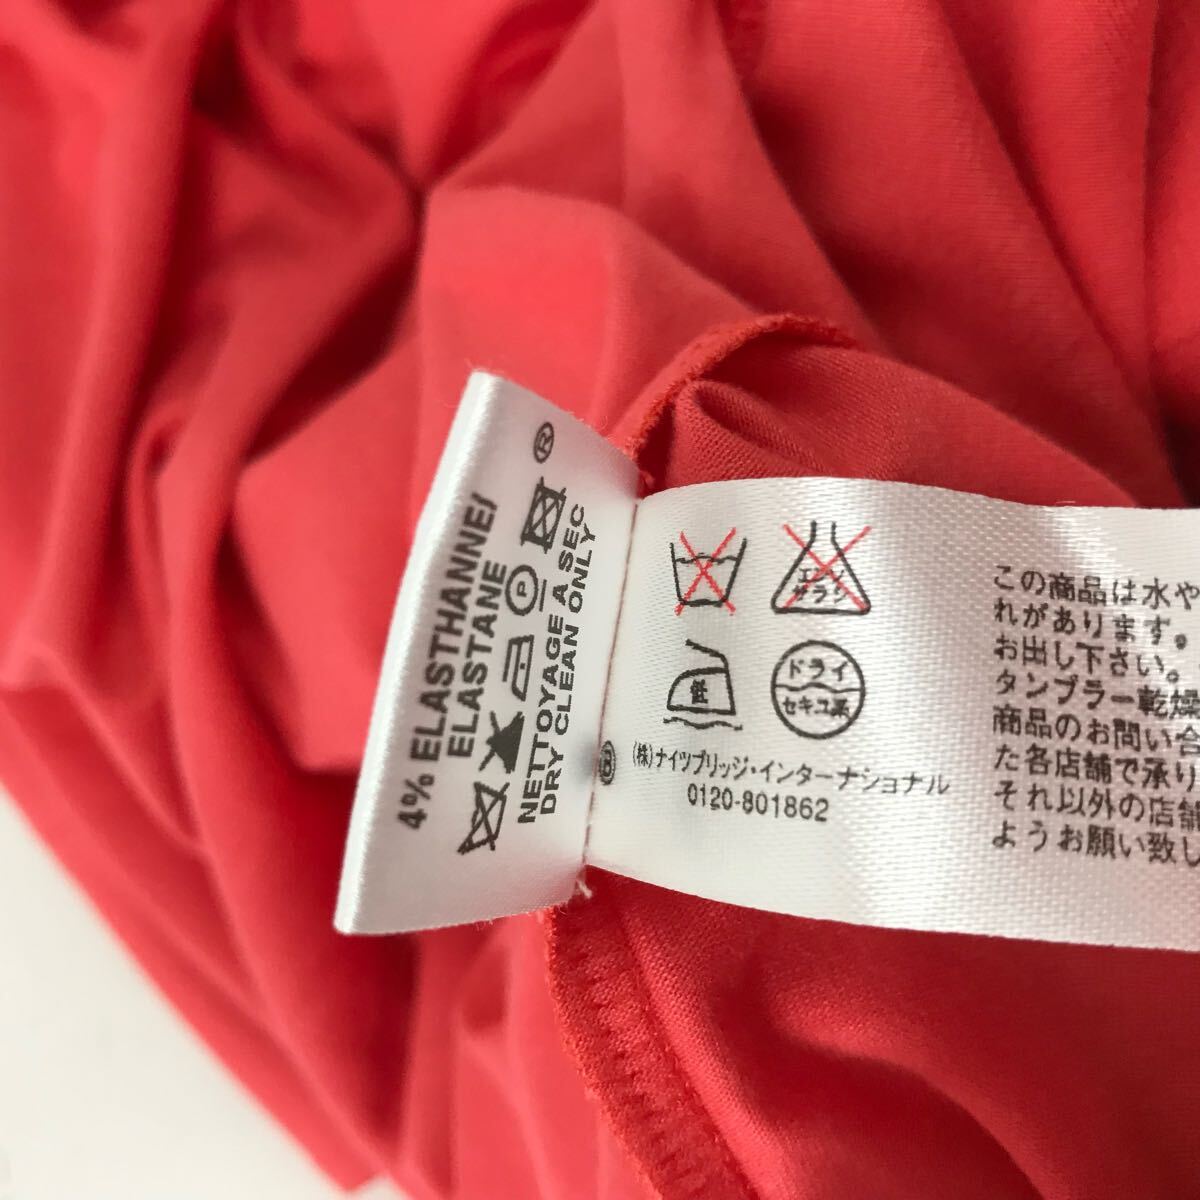 4% ELASTHANNE/
ELASTANE
P
NETTOYAGE A SEC
DRY CLEAN ONLY
®
®
エンソ
サラシ
低
ドライ
セキユ系
(株)ナイツブリッジ・インターナショナル
0120-801862
この商品は水や
れがあります。
お出し下さい。
タンブラー乾燥
商品のお問い合
た各店舗で承り
それ以外の店舗
ようお願い致し